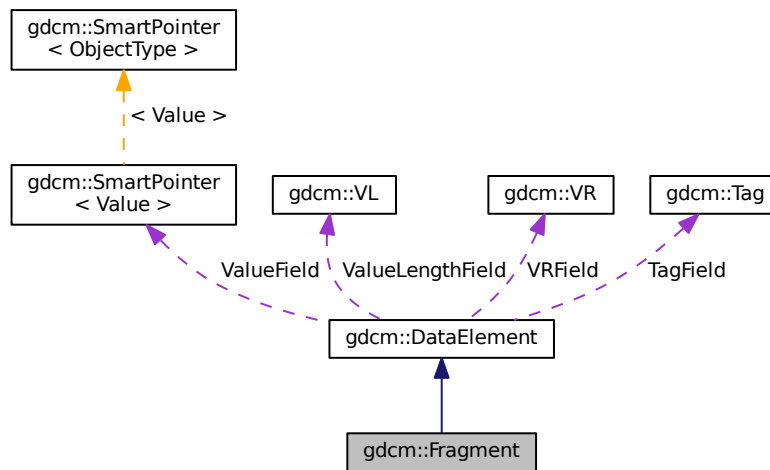 gdcm::SmartPointer
< ObjectType >
< Value >
gdcm::SmartPointer
< Value >
gdcm::VL
gdcm::VR
gdcm::Tag
ValueField
ValueLengthField
VRField
TagField
gdcm::DataElement
gdcm::Fragment